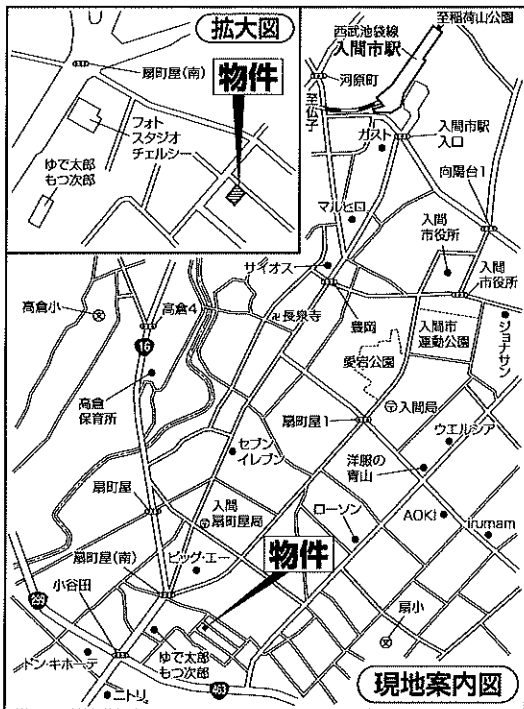 拡大図
扇町屋(南)
物件
フォト
スタジオ
チェルシー
ゆで太郎
もつ次郎
至稲荷山公園
西武池袋線
入間市駅
河原町
至仏子
ガスト
入間市駅
入口
向陽台1
マルヒロ
入間
市役所
サイオス
入間
市役所
高倉小
高倉4
卍長泉寺
豊岡
入間市
運動公園
ジョナサン
16
愛宕公園
高倉
保育所
扇町屋1
入間局
ウエルシア
セブン
イレブン
洋服の
青山
扇町屋
入間
扇町屋局
ローソン
AOKI
irumam
扇町屋(南)
ビッグ・エー
物件
小谷田
299
扇小
ドン・キホーテ
ゆで太郎
もつ次郎
463
ニトリ
現地案内図